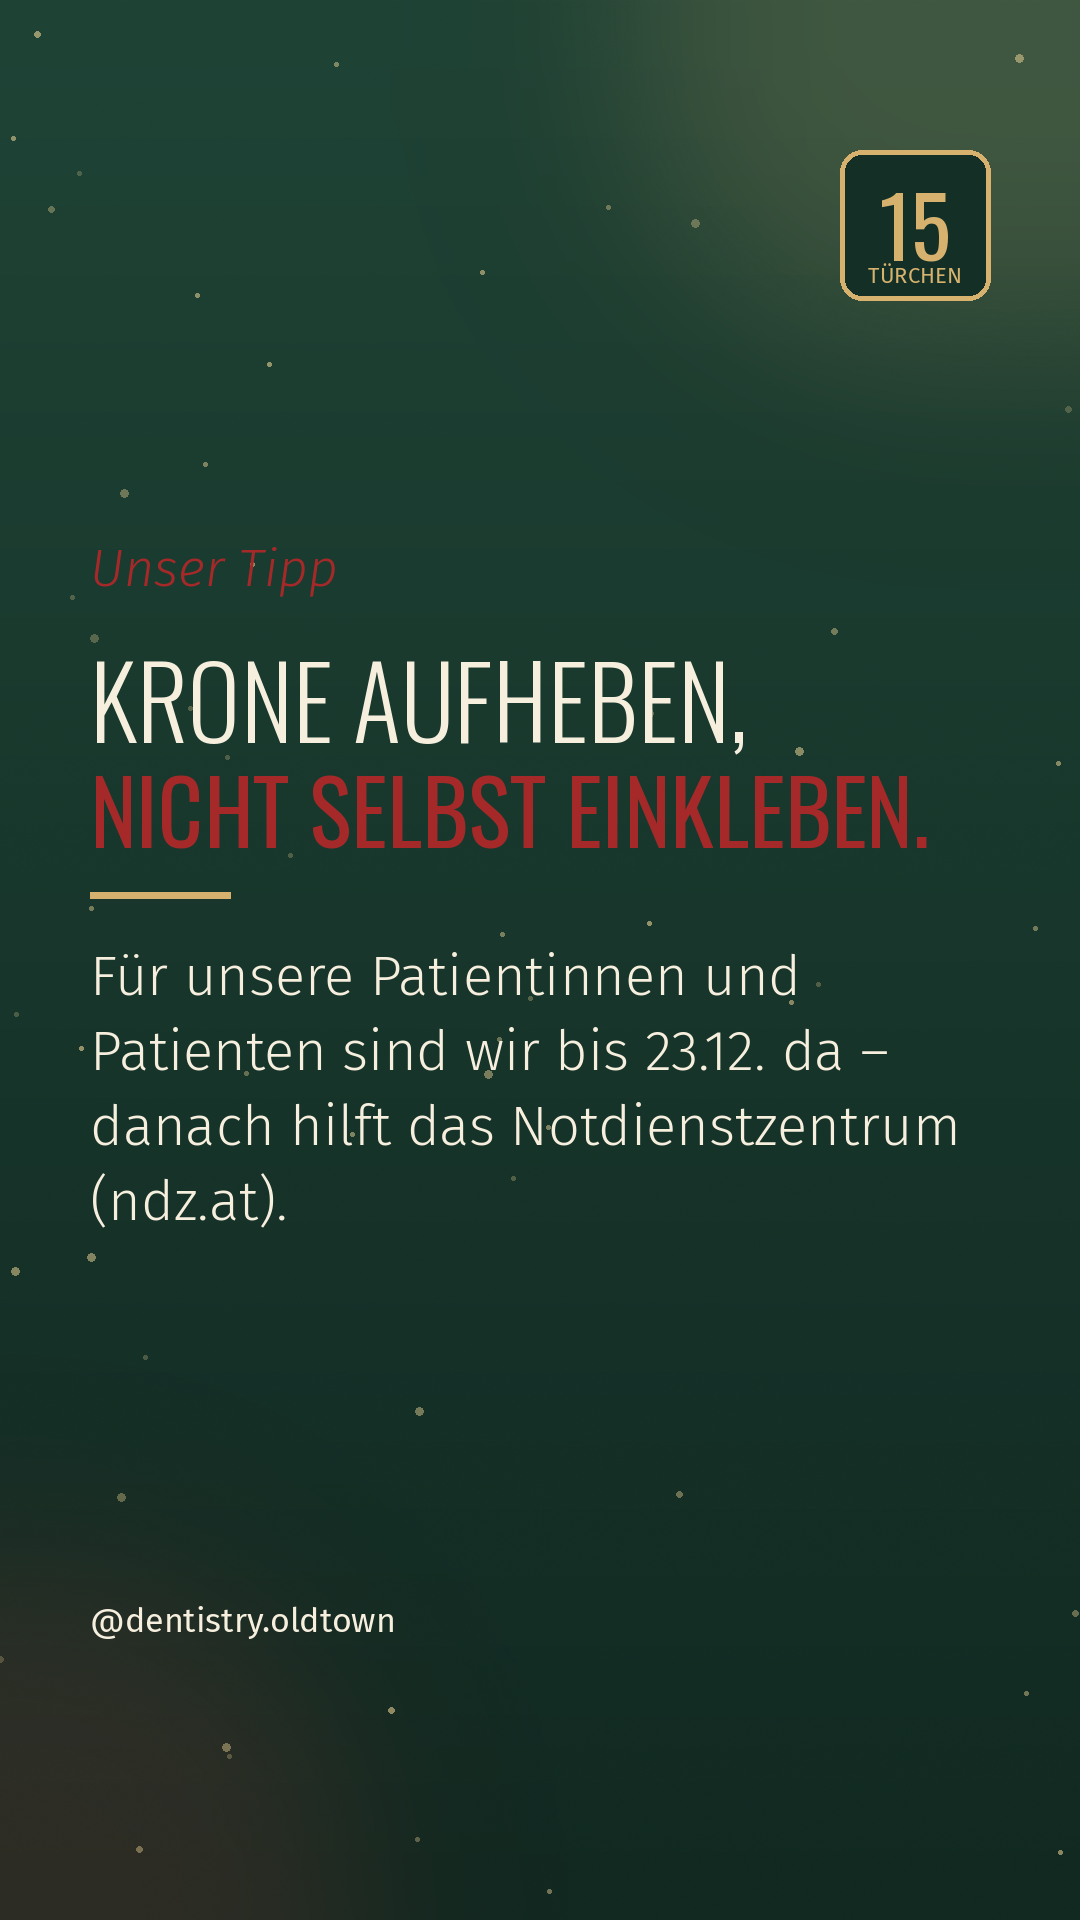 15
TÜRCHEN
Unser Tipp
KRONE AUFHEBEN,
NICHT SELBST EINKLEBEN.
Für unsere Patientinnen und
Patienten sind wir bis 23.12. da –
danach hilft das Notdienstzentrum
(ndz.at).
@dentistry.oldtown